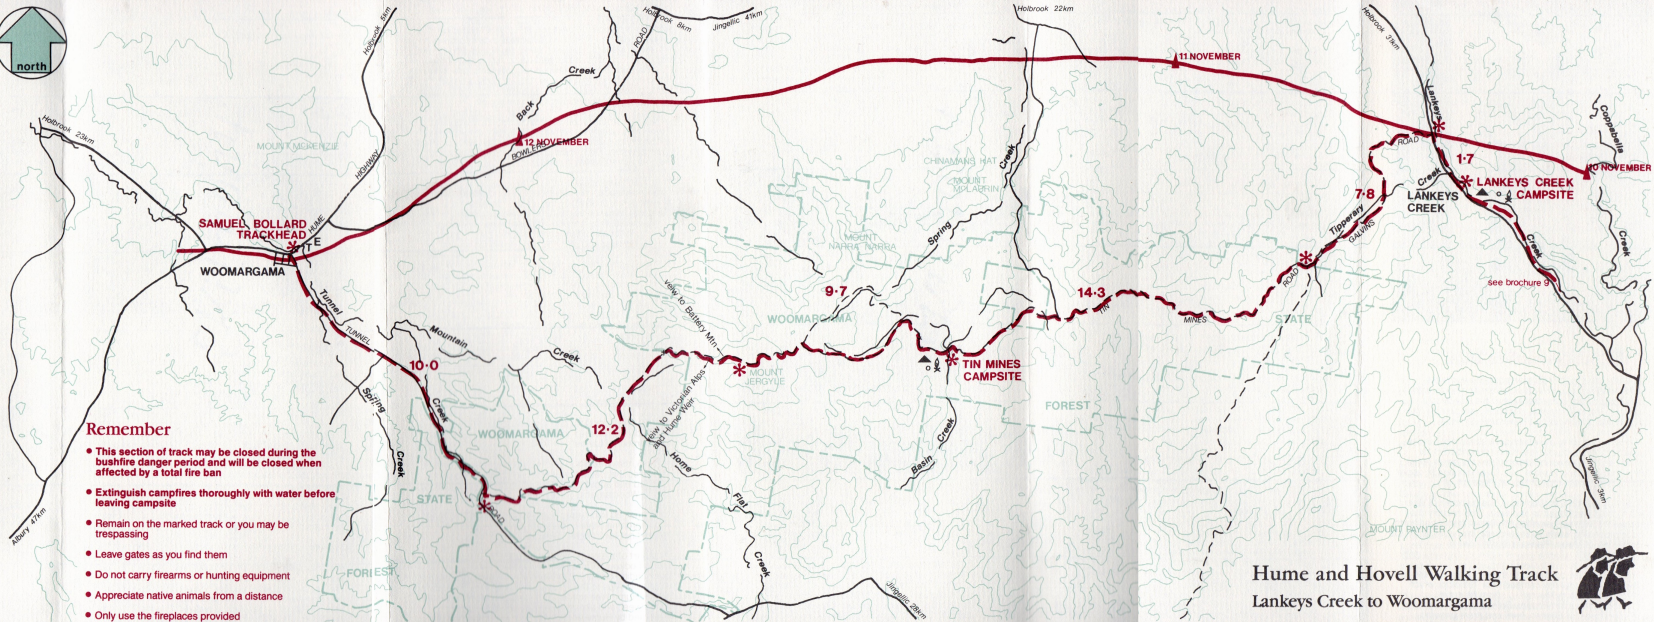 north
Holbrook 5km
Holbrook 8km
Jingellic 41km
Holbrook 22km
Holbrook 31km
ROAD
11 NOVEMBER
Back
Creek
Lankeys
Coppabella
Holbrook 23km
MOUNT MCKENZIE
12 NOVEMBER
BOWLERS
HIGHWAY
CHINAMANS HAT
Creek
ROAD
1·7
10 NOVEMBER
MOUNT
MCLAURIN
Creek
LANKEYS CREEK
CAMPSITE
7·8
LANKEYS
CREEK
SAMUEL BOLLARD
TRACKHEAD
HUME
Spring
Tipperary
GALVINS
MOUNT
NARRA NARRA
Creek
Creek
WOOMARGAMA
ROAD
see brochure 9
view to Battery Mtn
9·7
14·3
Tunnel
TUNNEL
WOOMARGAMA
TIN
MINES
STATE
Mountain
Creek
10·0
MOUNT
JERGYLE
TIN MINES
CAMPSITE
Spring
Creek
view to Victorian Alps
and Hume Weir
FOREST
Remember
12·2
WOOMARGAMA
Creek
Basin
• This section of track may be closed during the
bushfire danger period and will be closed when
affected by a total fire ban
Creek
Home
Flat
Creek
Jingellic 3km
• Extinguish campfires thoroughly with water before
leaving campsite
STATE
ROAD
• Remain on the marked track or you may be
trespassing
Albury 47km
MOUNT PAYNTER
• Leave gates as you find them
FOREST
• Do not carry firearms or hunting equipment
Jingellic 28km
• Appreciate native animals from a distance
• Only use the fireplaces provided
Hume and Hovell Walking Track
Lankeys Creek to Woomargama